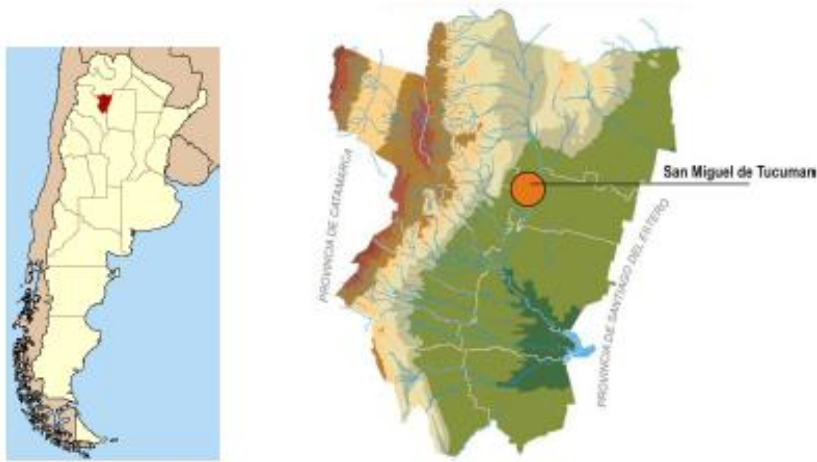 San Miguel de Tucuman
PROVINCIA DE CATAMARCA
PROVINCIA DE SANTIAGO DEL ESTERO